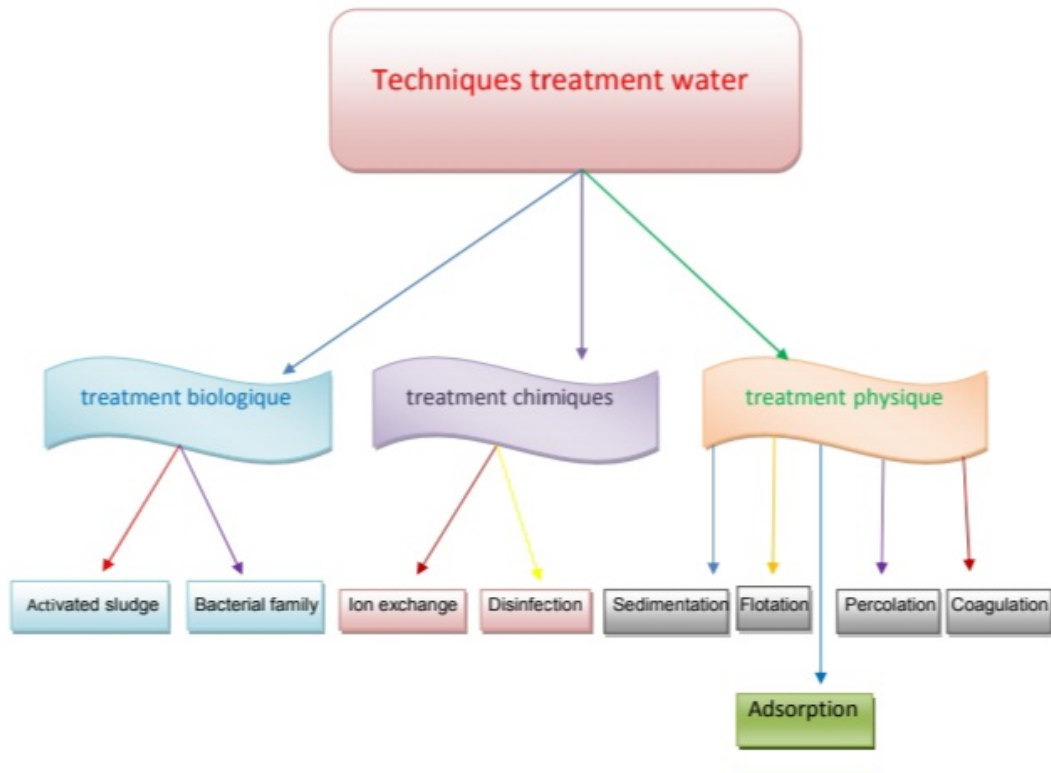 Techniques treatment water
treatment biologique
treatment chimiques
treatment physique
Activated sludge
Bacterial family
Ion exchange
Disinfection
Sedimentation
Flotation
Percolation
Coagulation
Adsorption